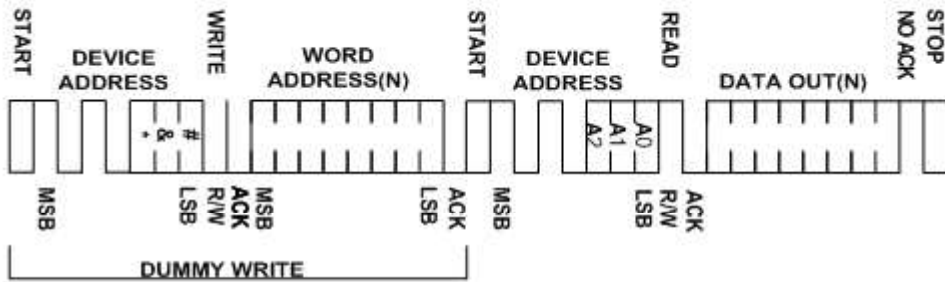 START
DEVICE
ADDRESS
WRITE
WORD
ADDRESS(N)
START
DEVICE
ADDRESS
READ
DATA OUT(N)
NO ACK
STOP
* & #
A2 A1 A0
MSB
LSB
R/W
ACK
MSB
LSB
ACK
MSB
LSB
R/W
ACK
DUMMY WRITE